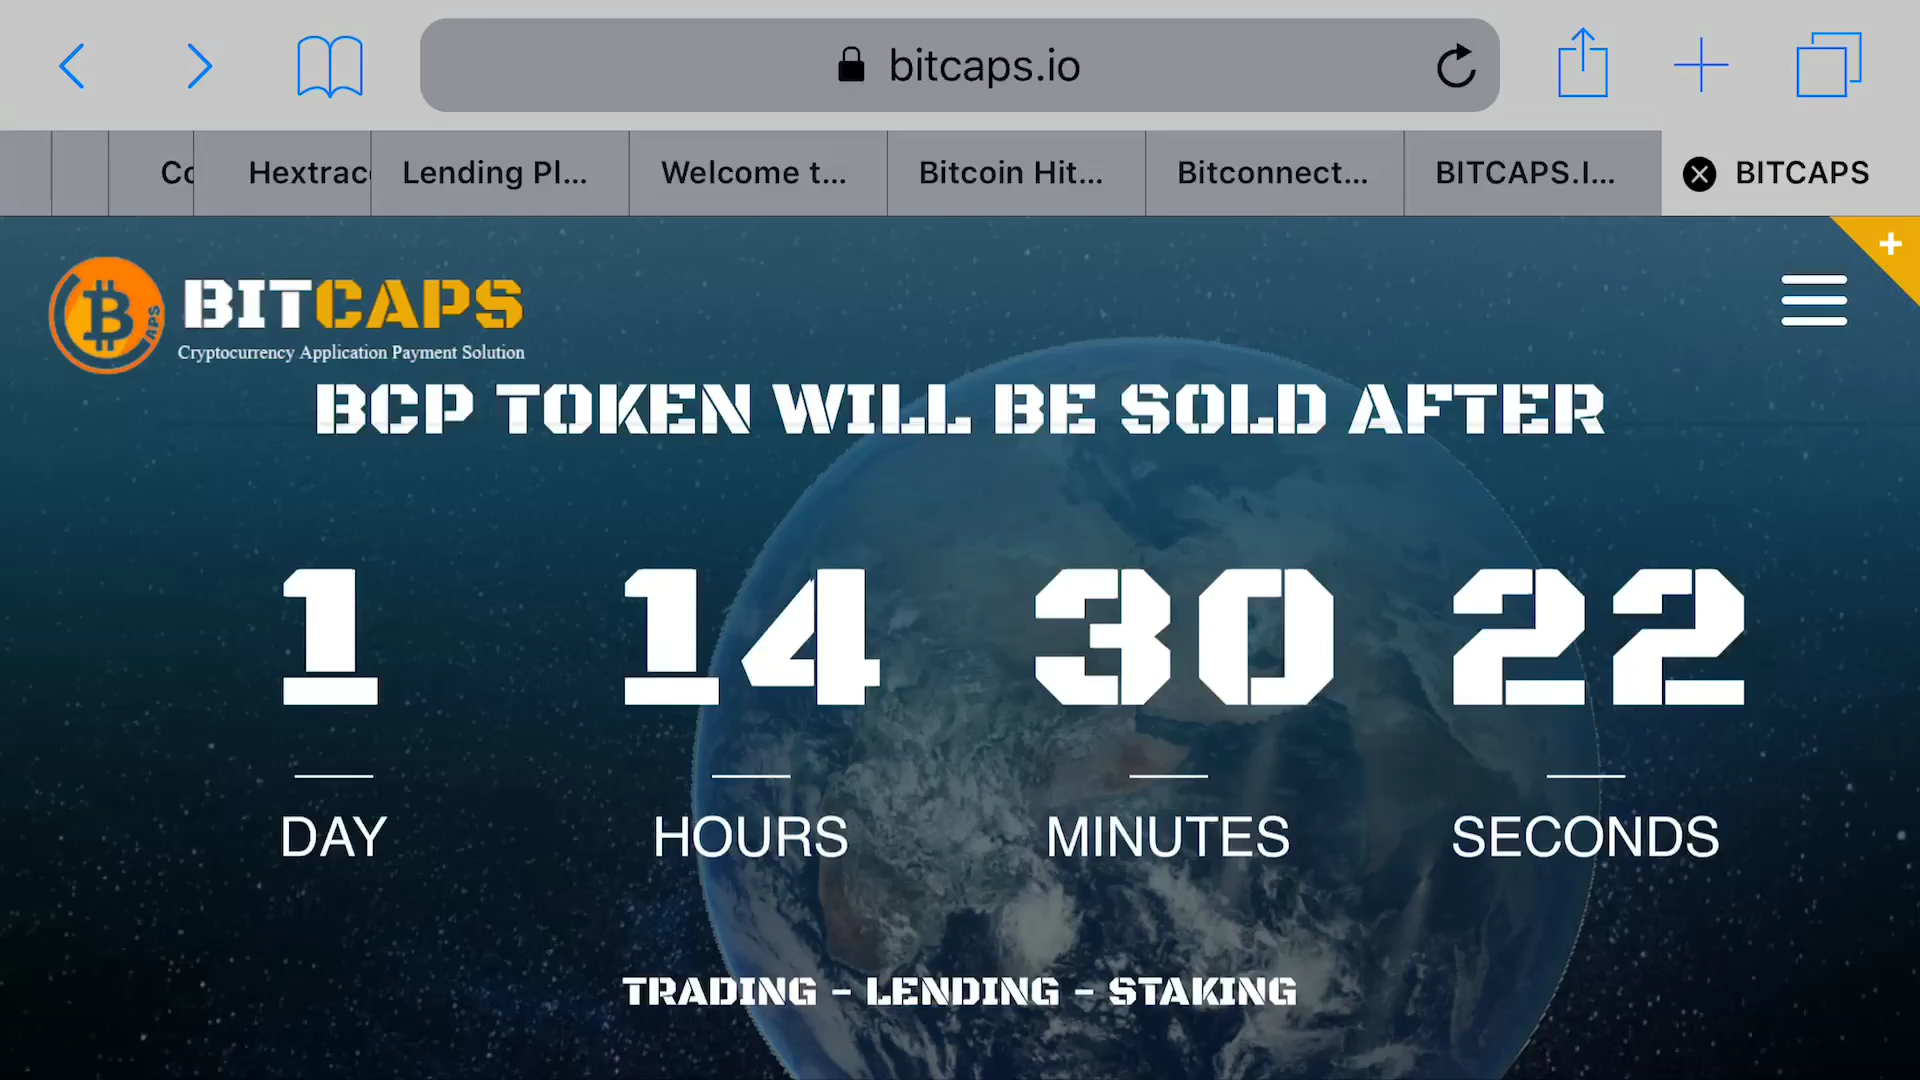 bitcaps.io
Co
Hextrac
Lending Pl...
Welcome t...
Bitcoin Hit...
Bitconnect...
BITCAPS.I...
BITCAPS
BITCAPS
APS
Cryptocurrency Application Payment Solution
BCP TOKEN WILL BE SOLD AFTER
1 14 30 22
DAY HOURS MINUTES SECONDS
TRADING - LENDING - STAKING